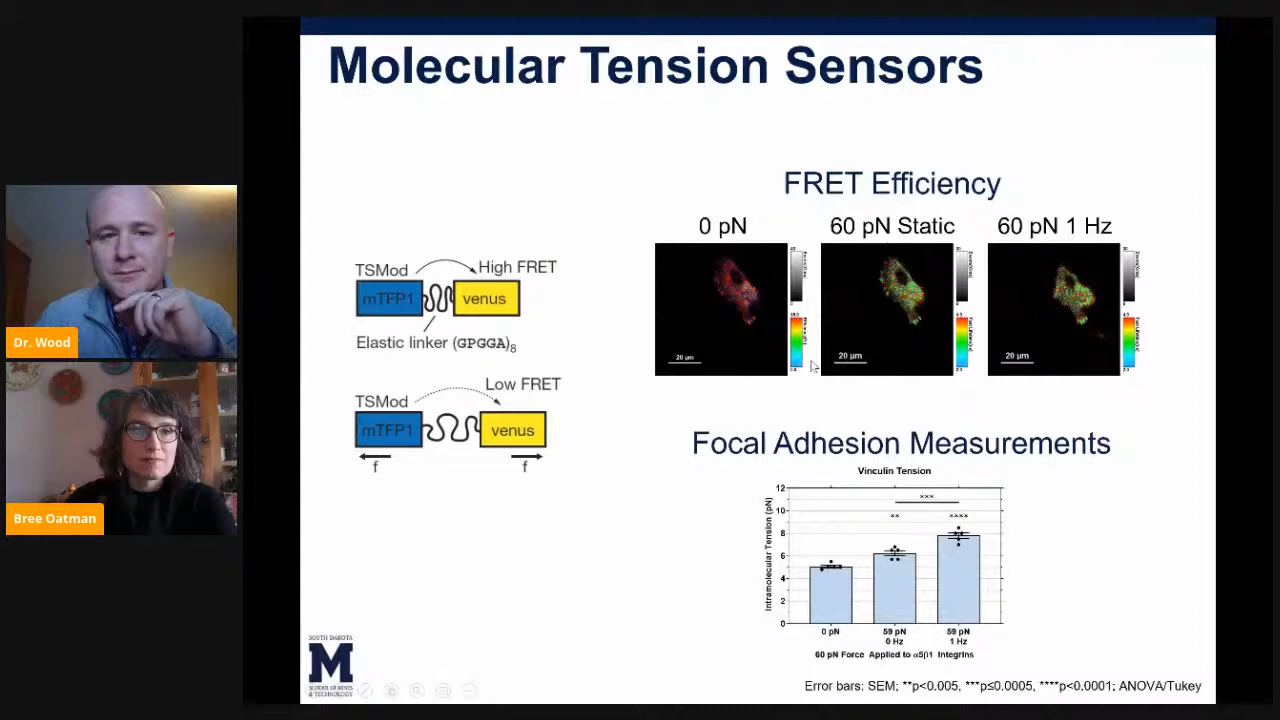 Molecular Tension Sensors
Dr. Wood
Bree Oatman
TSMod
High FRET
mTFP1
venus
Elastic linker (GPGGA)8
Low FRET
TSMod
mTFP1
venus
f
f
FRET Efficiency
0 pN
60 pN Static
60 pN 1 Hz
20 µm
20 µm
20 µm
Focal Adhesion Measurements
Vinculin Tension
Intramolecular Tension (pN)
12
10
8
6
4
2
0
***
**
****
0 pN
59 pN
0 Hz
59 pN
1 Hz
60 pN Force Applied to α5β1 Integrins
Error bars: SEM; **p<0.005, ***p≤0.0005, ****p<0.0001; ANOVA/Tukey
SOUTH DAKOTA
M
SCHOOL OF MINES
& TECHNOLOGY